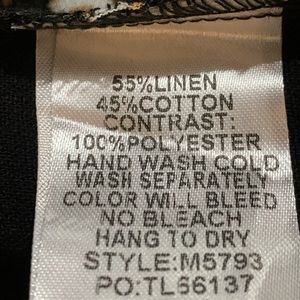 55%LINEN
45%COTTON
CONTRAST:
100%POLYESTER
HAND WASH COLD
WASH SEPARATELY
COLOR WILL BLEED
NO BLEACH
HANG TO DRY
STYLE:M5793
PO:TL66137